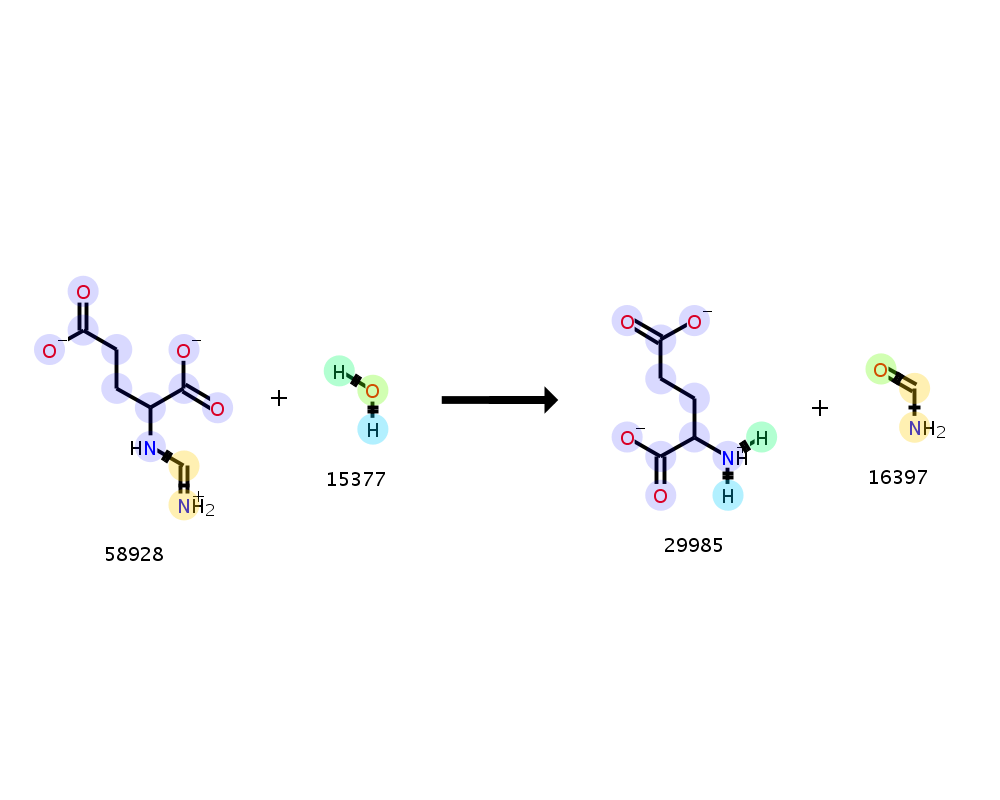 O
O⁻
O⁻
O
HN
NH₂⁺
58928
+
H
O
H
15377
O
O⁻
O⁻
O
NH⁺
H
H
29985
+
O
NH₂
16397